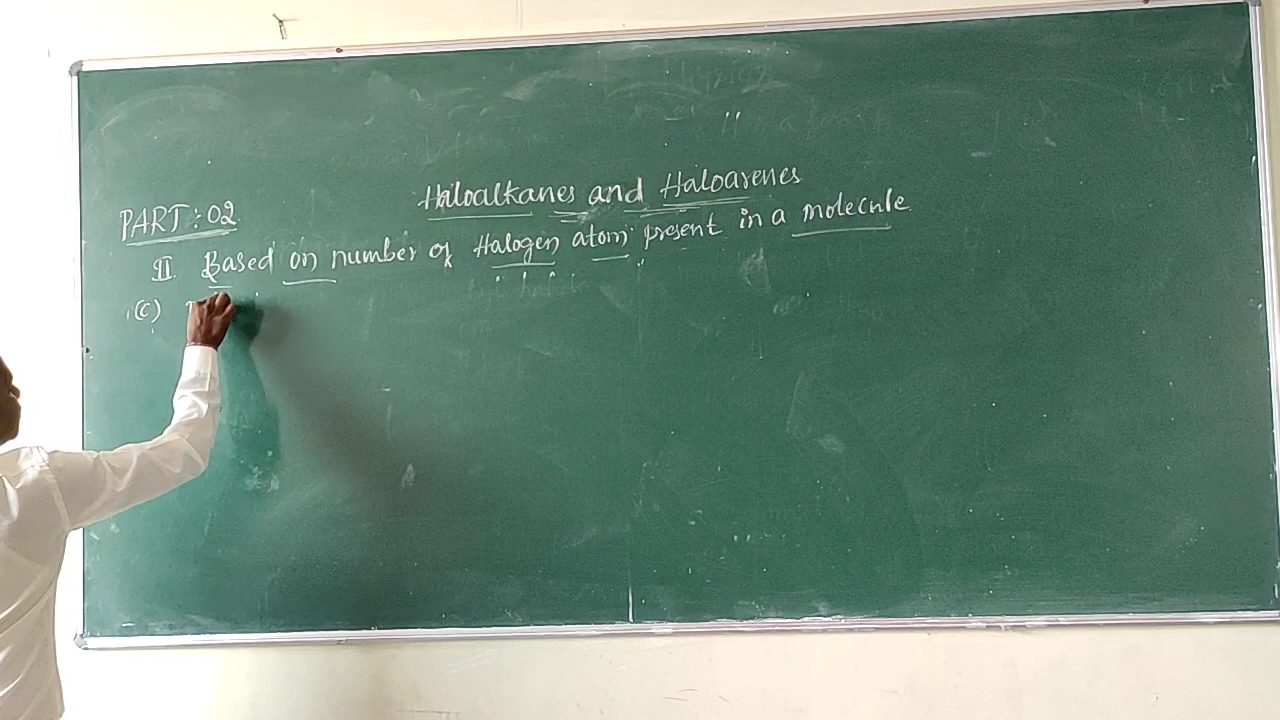 Haloalkanes and Haloarenes
PART÷02
II. Based on number of Halogen atom present in a molecule
(C)